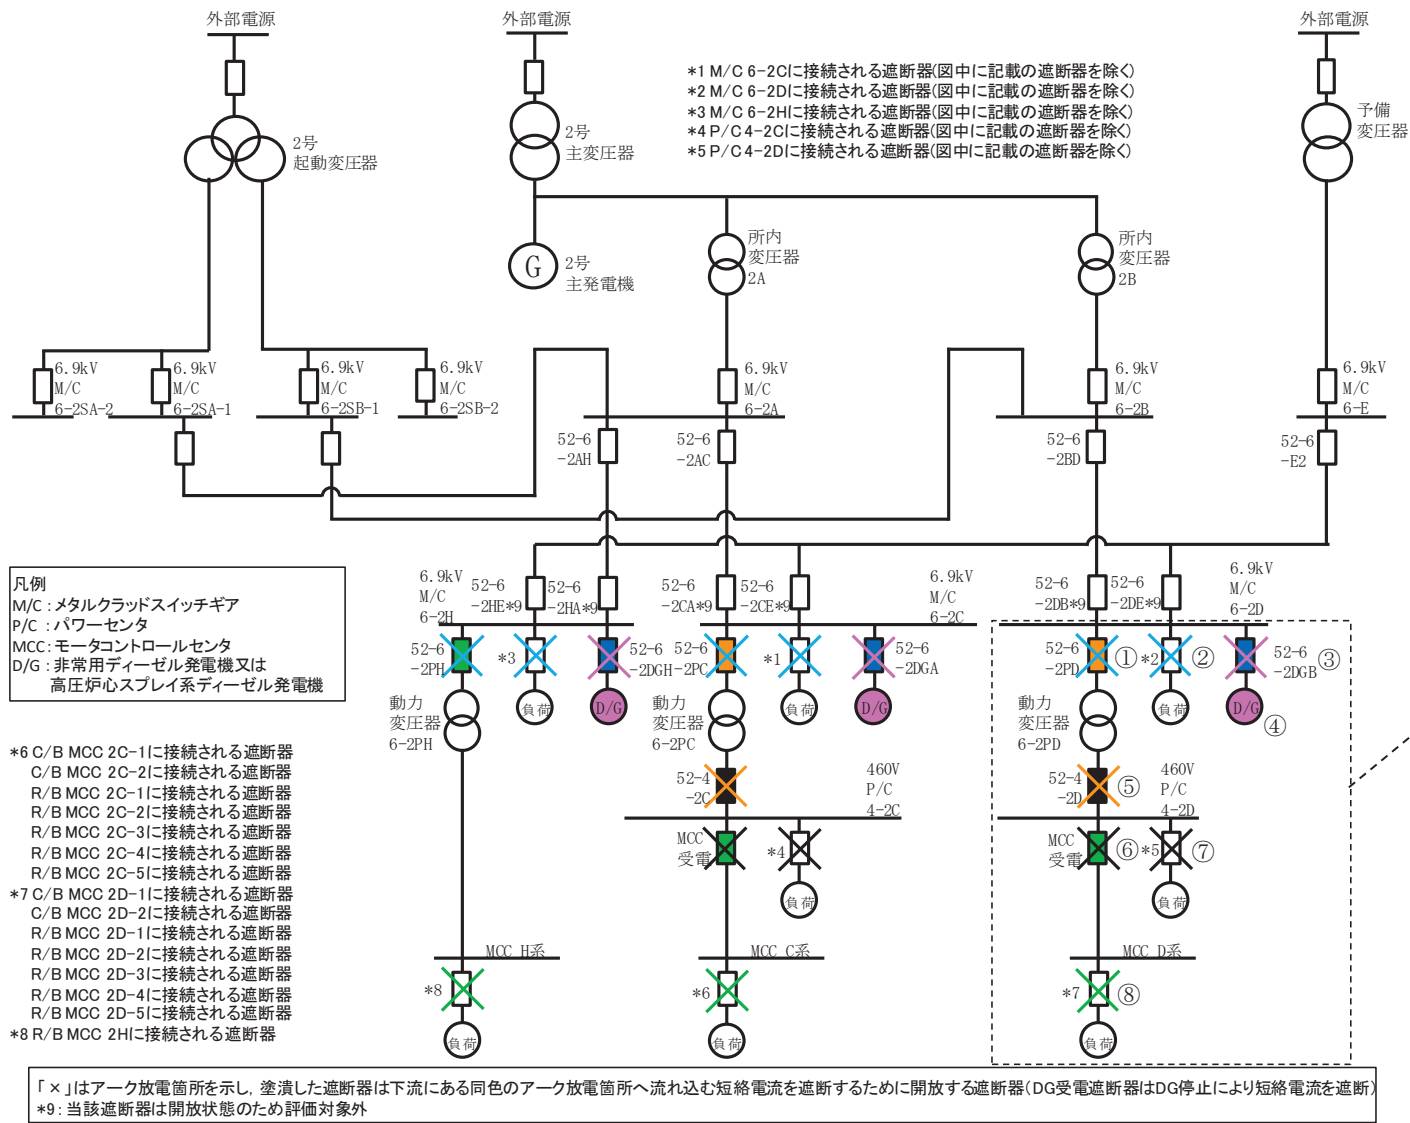 外部電源
外部電源
外部電源
*1 M/C 6-2Cに接続される遮断器(図中に記載の遮断器を除く)
*2 M/C 6-2Dに接続される遮断器(図中に記載の遮断器を除く)
*3 M/C 6-2Hに接続される遮断器(図中に記載の遮断器を除く)
*4 P/C 4-2Cに接続される遮断器(図中に記載の遮断器を除く)
*5 P/C 4-2Dに接続される遮断器(図中に記載の遮断器を除く)
2号
起動変圧器
2号
主変圧器
予備
変圧器
G
2号
主発電機
所内
変圧器
2A
所内
変圧器
2B
6.9kV
M/C
6-2SA-2
6.9kV
M/C
6-2SA-1
6.9kV
M/C
6-2SB-1
6.9kV
M/C
6-2SB-2
6.9kV
M/C
6-2A
6.9kV
M/C
6-2B
6.9kV
M/C
6-E
52-6
-2AH
52-6
-2AC
52-6
-2BD
52-6
-E2
凡例
M/C：メタルクラッドスイッチギア
P/C ：パワーセンタ
MCC：モータコントロールセンタ
D/G：非常用ディーゼル発電機又は
高圧炉心スプレイ系ディーゼル発電機
6.9kV
M/C
6-2H
52-6
-2HE*9
52-6
-2HA*9
52-6
-2CA*9
52-6
-2CE*9
6.9kV
M/C
6-2C
52-6
-2DB*9
52-6
-2DE*9
6.9kV
M/C
6-2D
52-6
-2PH
*3
52-6
-2DGH
52-6
-2PC
*1
52-6
-2DGA
52-6
-2PD
①
*2
②
52-6
-2DGB
③
動力
変圧器
6-2PH
負荷
D/G
動力
変圧器
6-2PC
負荷
D/G
動力
変圧器
6-2PD
負荷
D/G
④
52-4
-2C
460V
P/C
4-2C
52-4
-2D
⑤
460V
P/C
4-2D
MCC
受電
*4
負荷
MCC
受電
⑥
*5
⑦
負荷
*6 C/B MCC 2C-1に接続される遮断器
C/B MCC 2C-2に接続される遮断器
R/B MCC 2C-1に接続される遮断器
R/B MCC 2C-2に接続される遮断器
R/B MCC 2C-3に接続される遮断器
R/B MCC 2C-4に接続される遮断器
R/B MCC 2C-5に接続される遮断器
*7 C/B MCC 2D-1に接続される遮断器
C/B MCC 2D-2に接続される遮断器
R/B MCC 2D-1に接続される遮断器
R/B MCC 2D-2に接続される遮断器
R/B MCC 2D-3に接続される遮断器
R/B MCC 2D-4に接続される遮断器
R/B MCC 2D-5に接続される遮断器
*8 R/B MCC 2Hに接続される遮断器
MCC H系
MCC C系
MCC D系
*8
*6
*7
⑧
負荷
負荷
負荷
「×」はアーク放電箇所を示し，塗潰した遮断器は下流にある同色のアーク放電箇所へ流れ込む短絡電流を遮断するために開放する遮断器(DG受電遮断器はDG停止により短絡電流を遮断)
*9：当該遮断器は開放状態のため評価対象外